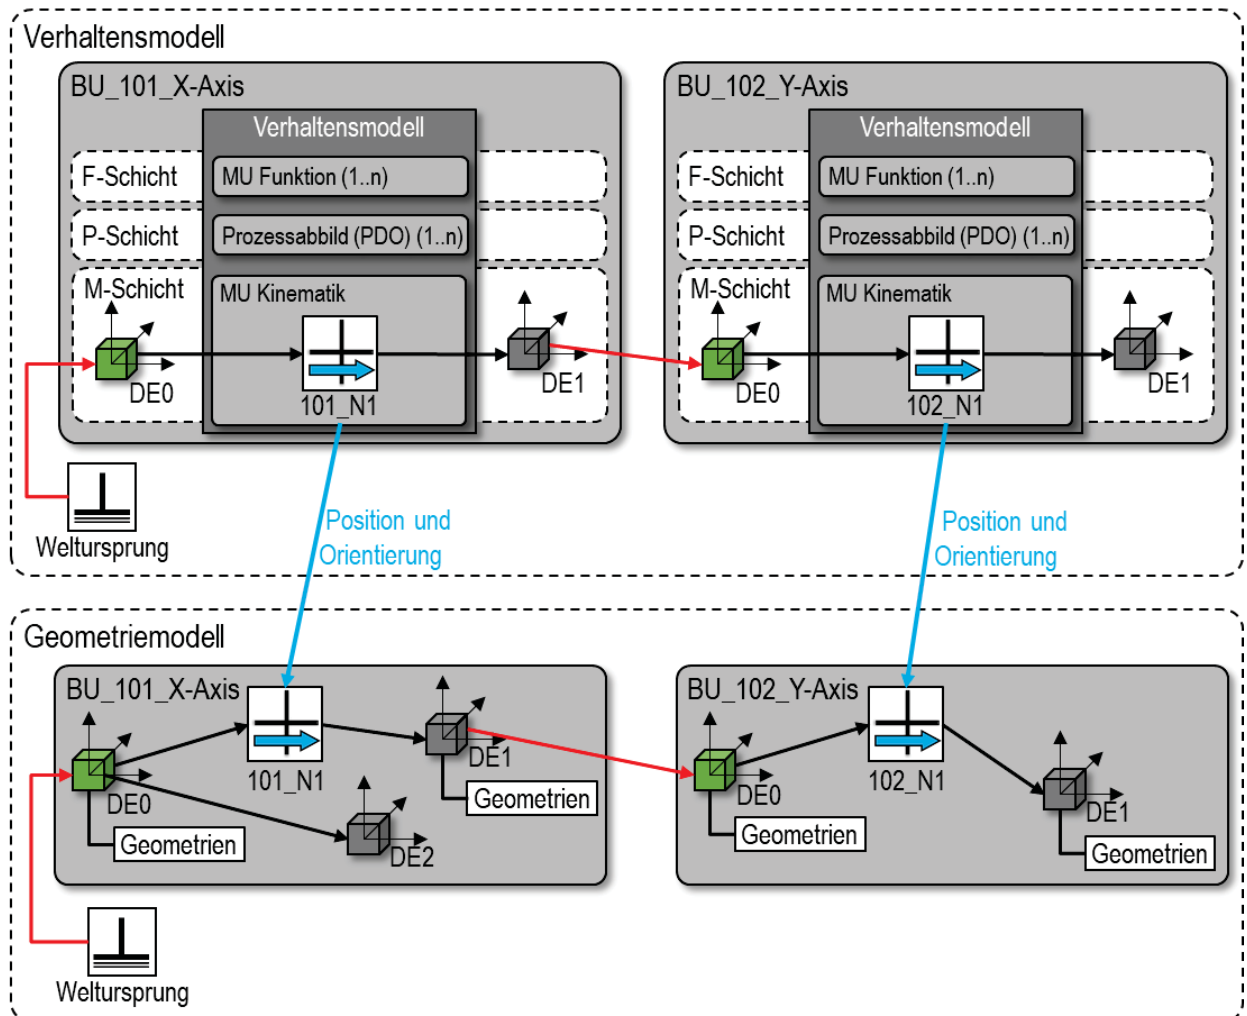 Verhaltensmodell
BU_101_X-Axis
Verhaltensmodell
F-Schicht
MU Funktion (1..n)
P-Schicht
Prozessabbild (PDO) (1..n)
M-Schicht
MU Kinematik
DE0
101_N1
DE1
BU_102_Y-Axis
Verhaltensmodell
F-Schicht
MU Funktion (1..n)
P-Schicht
Prozessabbild (PDO) (1..n)
M-Schicht
MU Kinematik
DE0
102_N1
DE1
Weltursprung
Position und
Orientierung
Position und
Orientierung
Geometriemodell
BU_101_X-Axis
DE0
101_N1
DE1
Geometrien
Geometrien
DE2
BU_102_Y-Axis
DE0
102_N1
DE1
Geometrien
Geometrien
Weltursprung